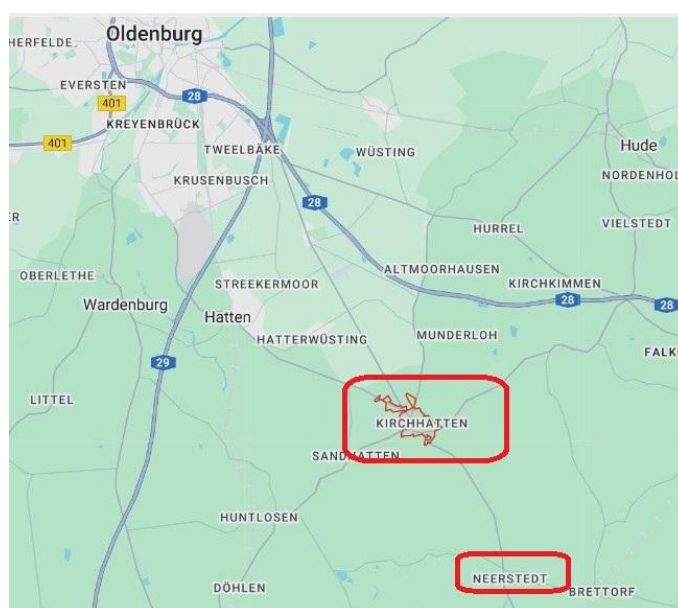 Oldenburg
HERFELDE
EVERSTEN
28
401
KREYENBRÜCK
401
TWEELBÄKE
WÜSTING
Hude
KRUSENBUSCH
NORDENHOL
28
ER
HURREL
VIELSTEDT
OBERLETHE
ALTMOORHAUSEN
STREEKERMOOR
KIRCHKIMMEN
28
28
Wardenburg
Hatten
HATTERWÜSTING
MUNDERLOH
FALK
29
LITTEL
KIRCHHATTEN
SANDHATTEN
HUNTLOSEN
NEERSTEDT
DÖHLEN
BRETTORF